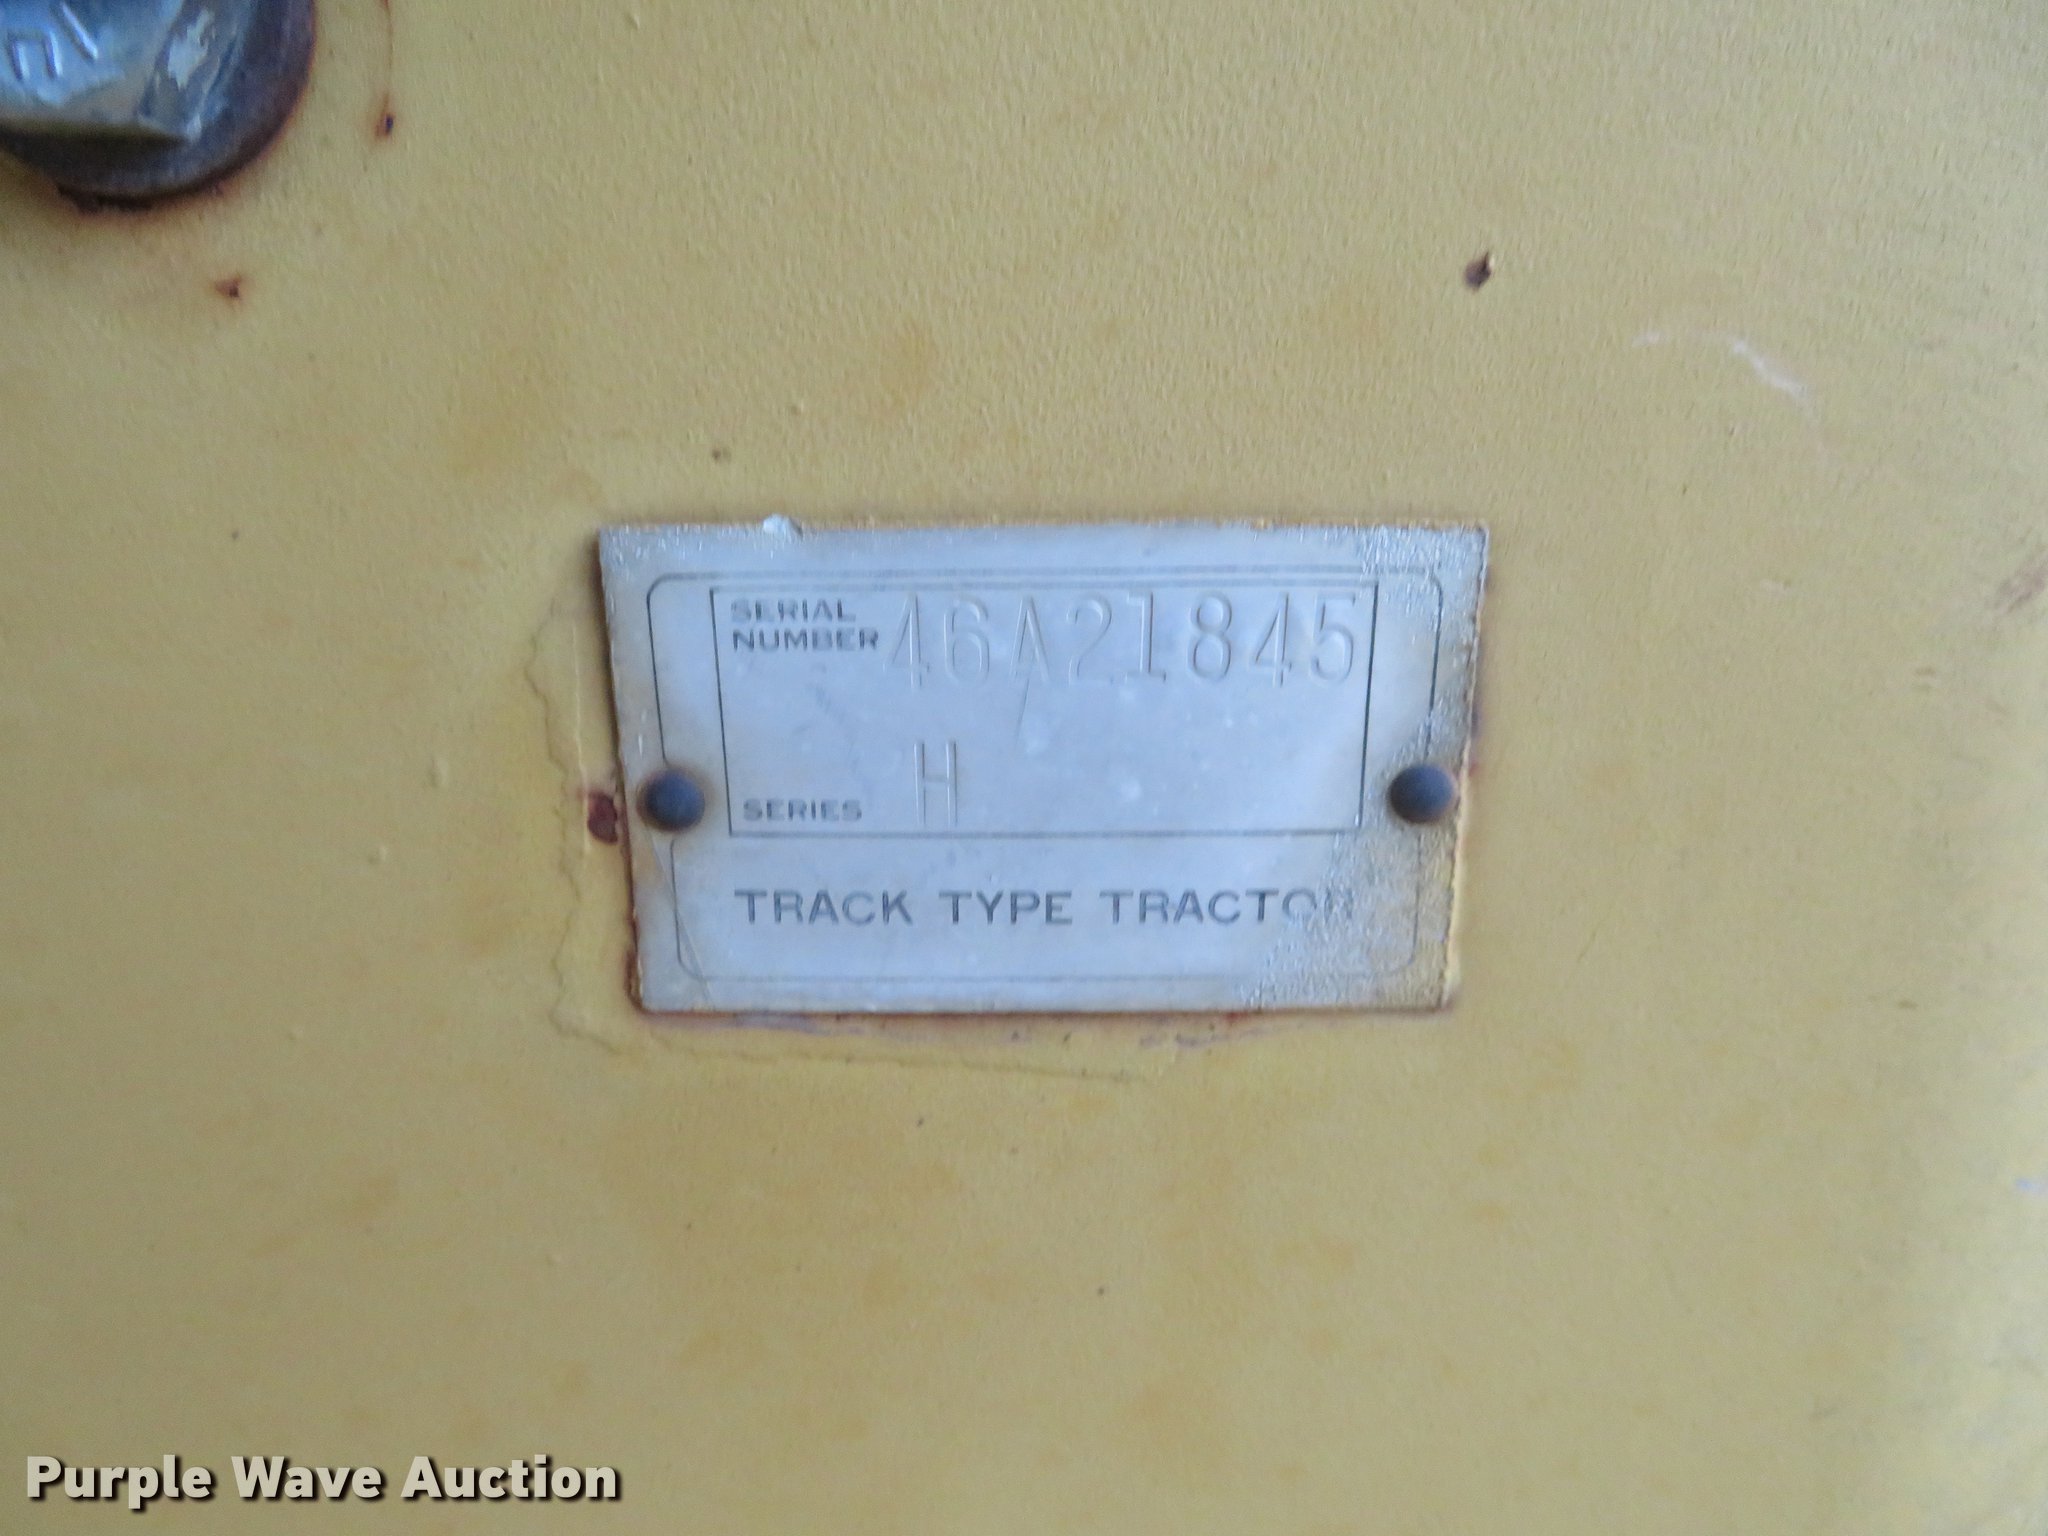 SERIAL
NUMBER 46A21845
SERIES H
TRACK TYPE TRACTOR
Purple Wave Auction